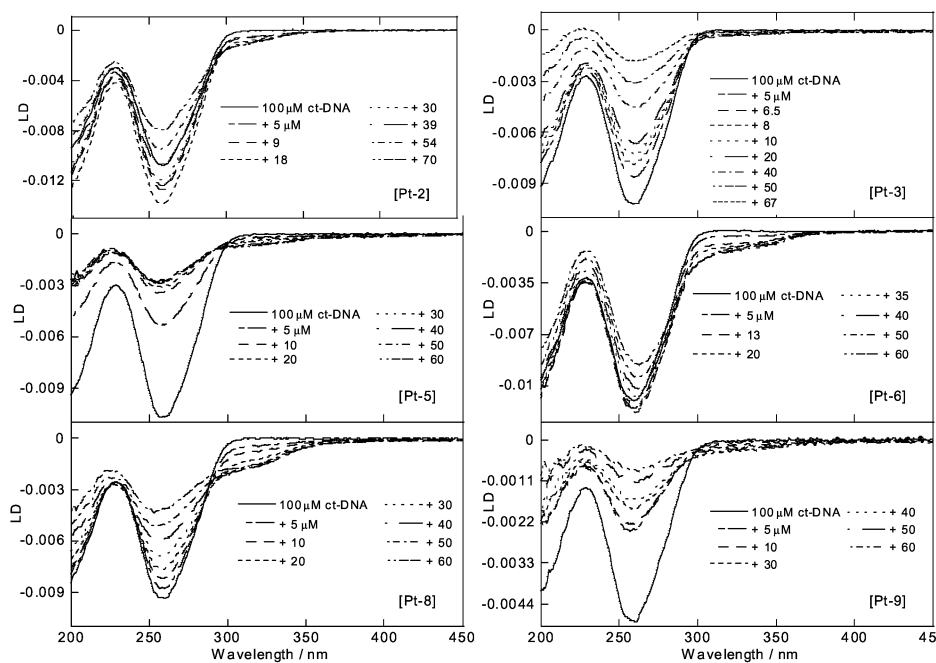 0
-0.004
-0.008
-0.012
LD
100 µM ct-DNA
+ 5 µM
+ 9
+ 18
+ 30
+ 39
+ 54
+ 70
[Pt-2]
0
-0.003
-0.006
-0.009
LD
100 µM ct-DNA
+ 5 µM
+ 6.5
+ 8
+ 10
+ 20
+ 40
+ 50
+ 67
[Pt-3]
0
-0.003
-0.006
-0.009
LD
100 µM ct-DNA
+ 5 µM
+ 10
+ 20
+ 30
+ 40
+ 50
+ 60
[Pt-5]
0
-0.0035
-0.007
-0.01
LD
100 µM ct-DNA
+ 5 µM
+ 13
+ 20
+ 35
+ 40
+ 50
+ 60
[Pt-6]
0
-0.003
-0.006
-0.009
LD
100 µM ct-DNA
+ 5 µM
+ 10
+ 20
+ 30
+ 40
+ 50
+ 60
[Pt-8]
200 250 300 350 400 450
Wavelength / nm
0
-0.0011
-0.0022
-0.0033
-0.0044
LD
100 µM ct-DNA
+ 5 µM
+ 10
+ 30
+ 40
+ 50
+ 60
[Pt-9]
200 250 300 350 400 45
Wavelength / nm